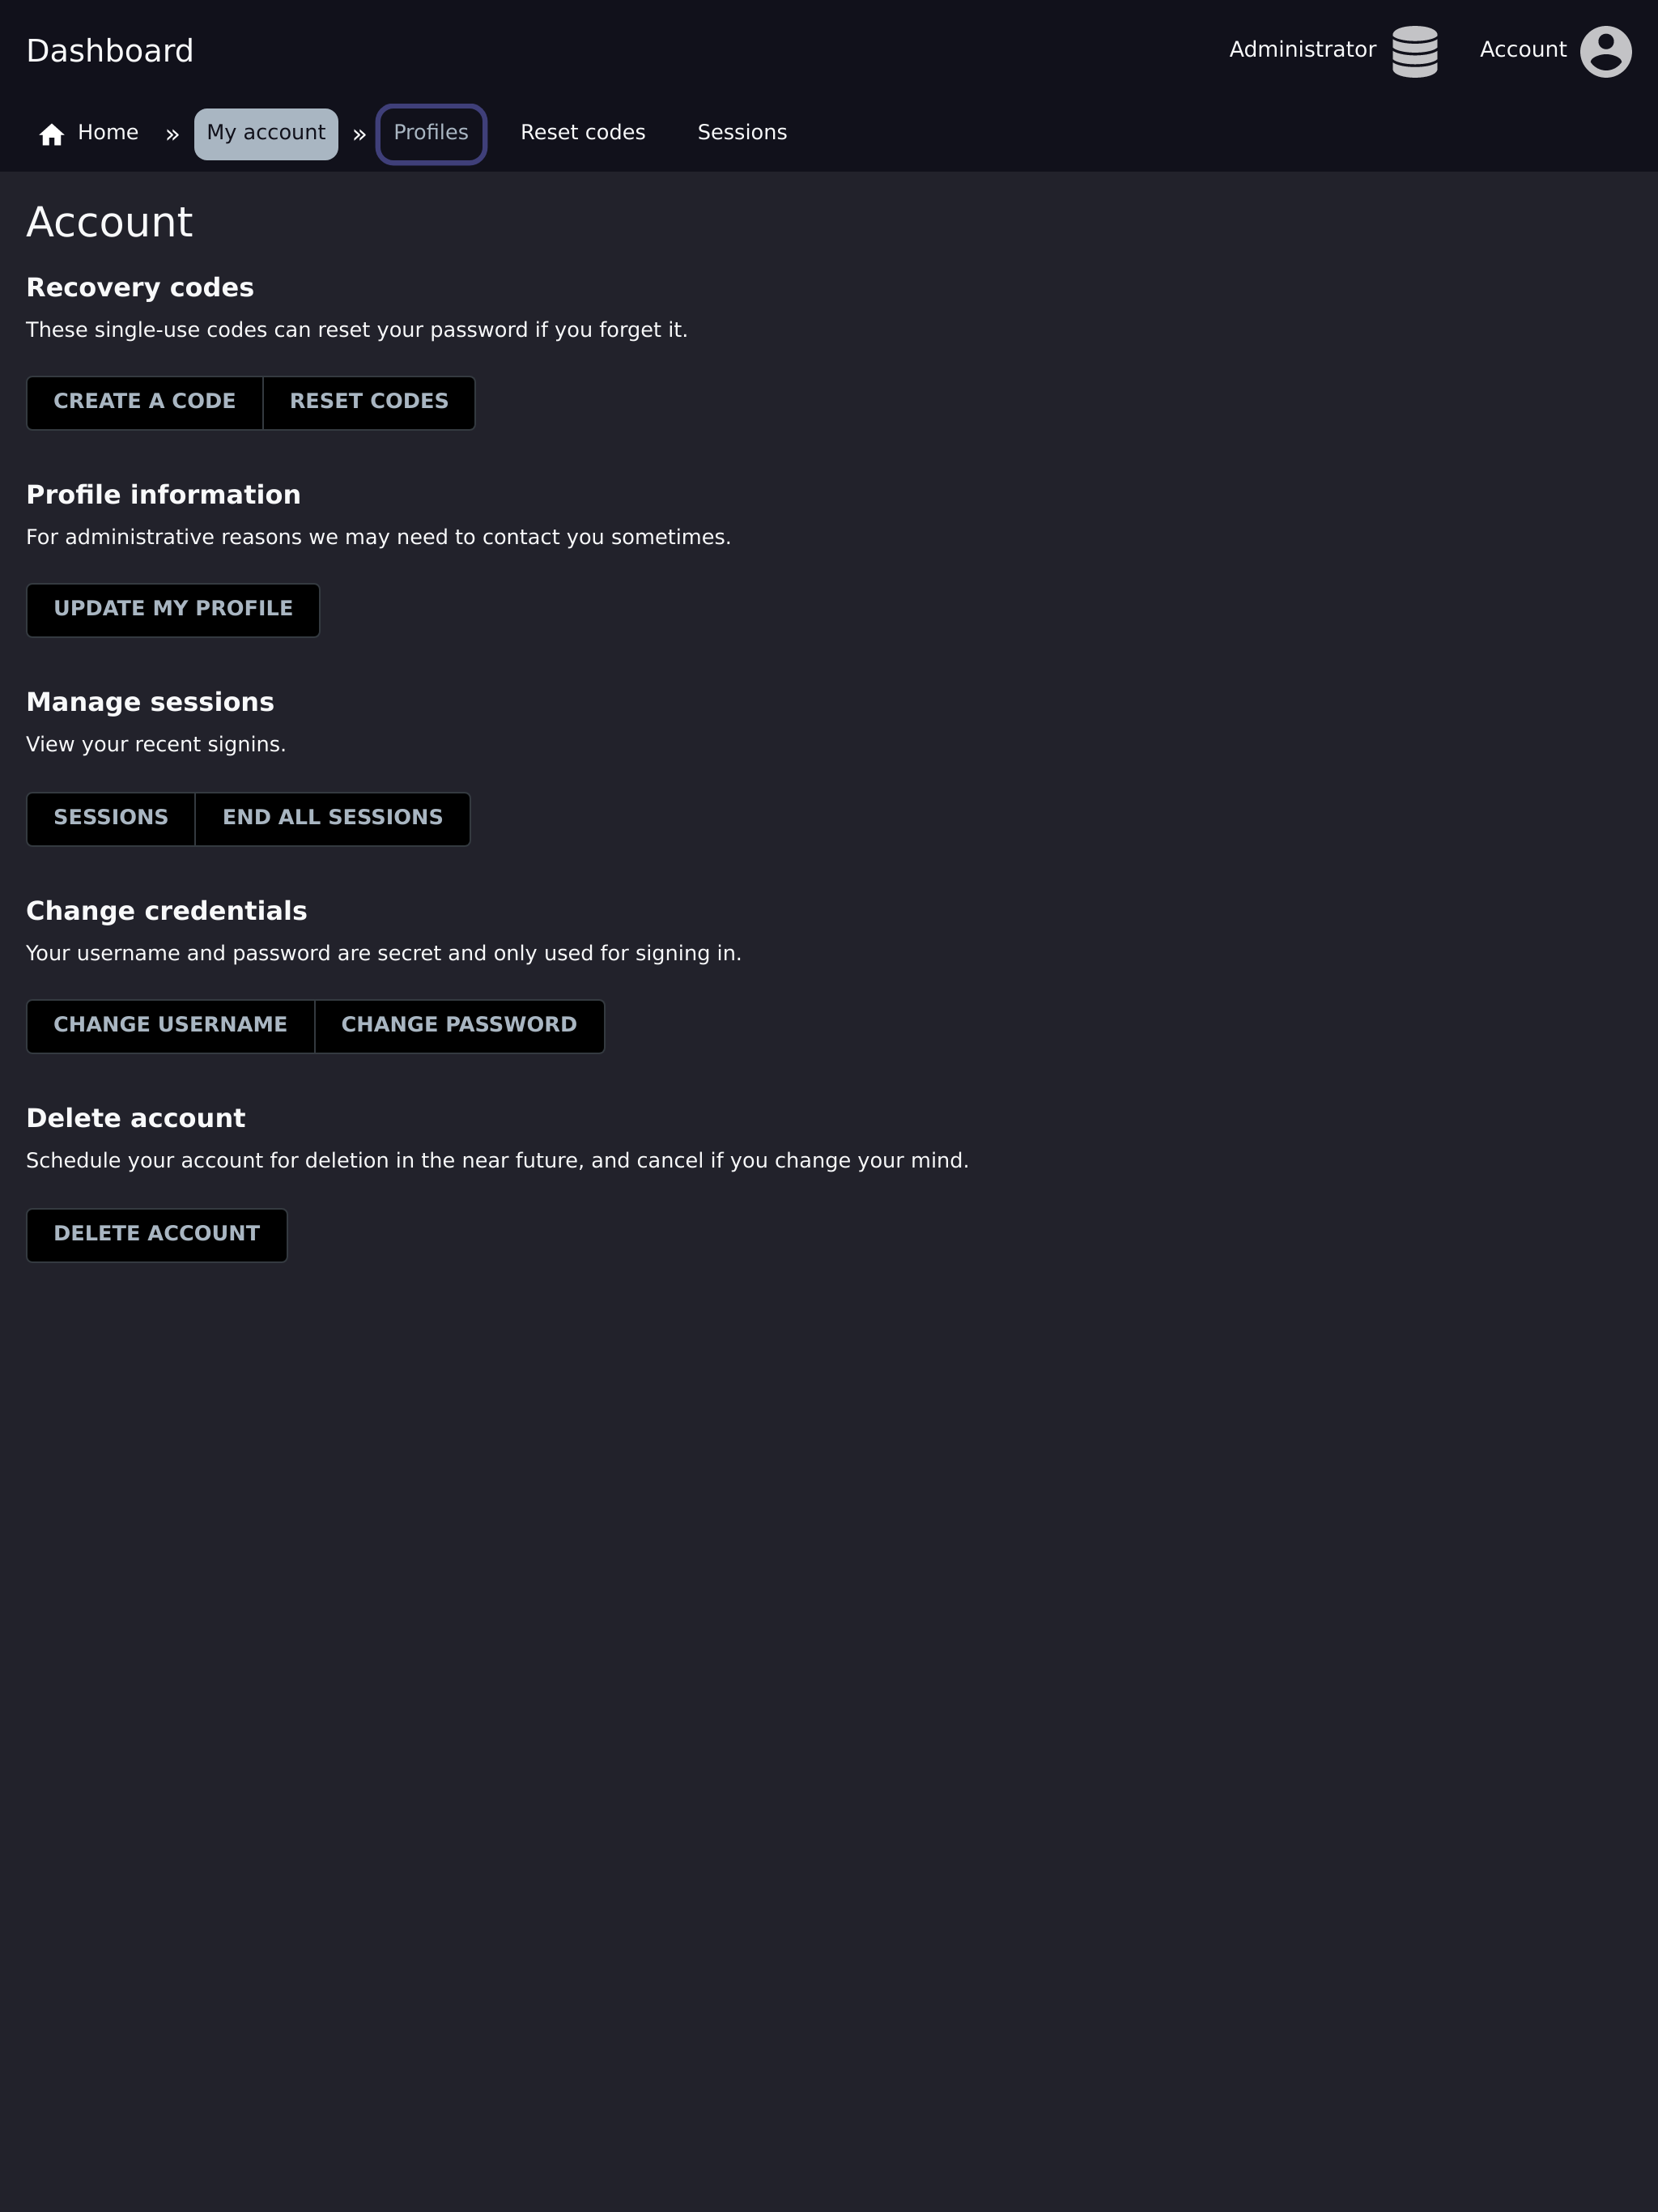 Dashboard
Administrator
Account
Home » My account » Profiles Reset codes Sessions
Account
Recovery codes
These single-use codes can reset your password if you forget it.
CREATE A CODE RESET CODES
Profile information
For administrative reasons we may need to contact you sometimes.
UPDATE MY PROFILE
Manage sessions
View your recent signins.
SESSIONS END ALL SESSIONS
Change credentials
Your username and password are secret and only used for signing in.
CHANGE USERNAME CHANGE PASSWORD
Delete account
Schedule your account for deletion in the near future, and cancel if you change your mind.
DELETE ACCOUNT